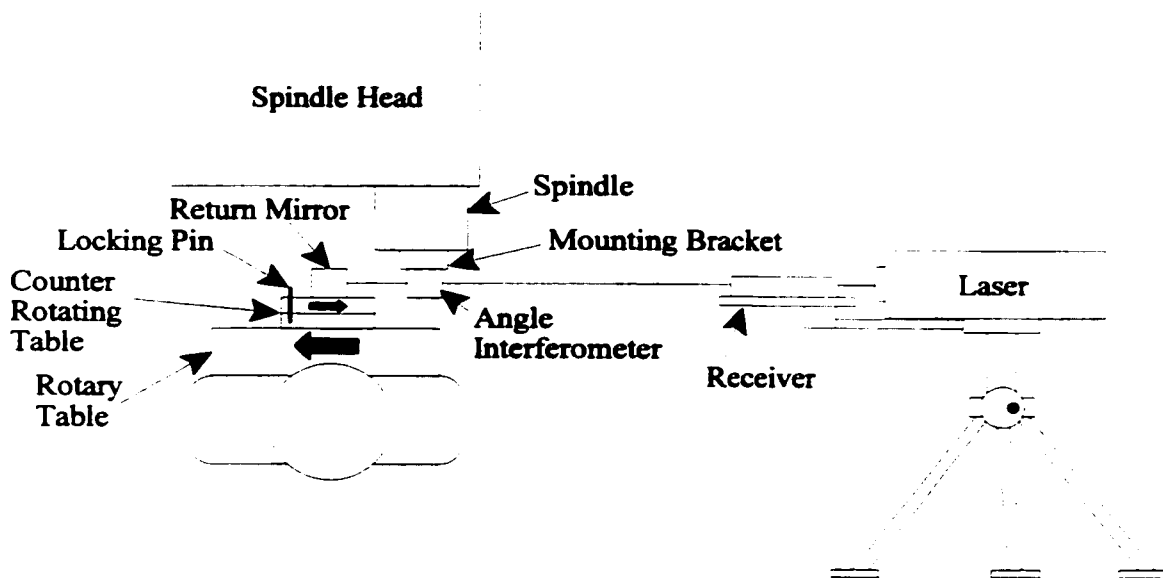 Spindle Head
Spindle
Return Mirror
Locking Pin
Mounting Bracket
Counter
Rotating
Table
Laser
Angle
Interferometer
Receiver
Rotary
Table